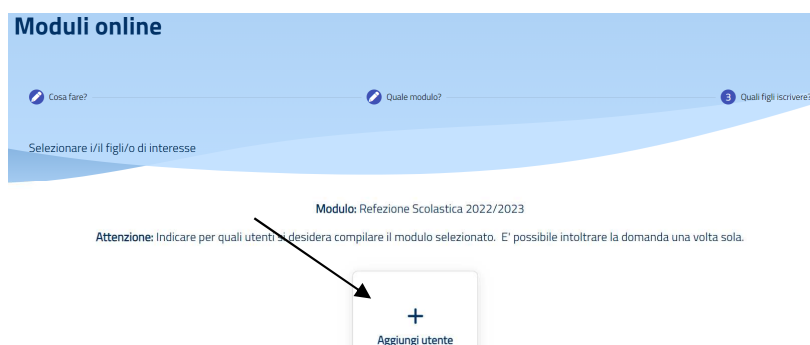 Moduli online
Cosa fare?
Quale modulo?
3 Quali figli iscrivere?
Selezionare i/il figli/o di interesse
Modulo: Refezione Scolastica 2022/2023
Attenzione: Indicare per quali utenti si desidera compilare il modulo selezionato. E' possibile intoltrare la domanda una volta sola.
+
Aggiungi utente